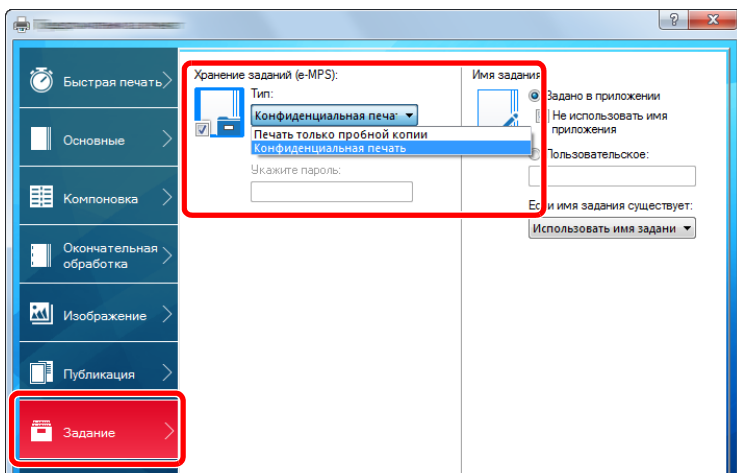 Быстрая печать
Основные
Компоновка
Окончательная
обработка
Изображение
Публикация
Задание
Хранение заданий (e-MPS):
Тип:
Конфиденциальная печат
Печать только пробной копии
Конфиденциальная печать
Укажите пароль:
Имя задания
Задано в приложении
Не использовать имя
приложения
Пользовательское:
Если имя задания существует:
Использовать имя задани